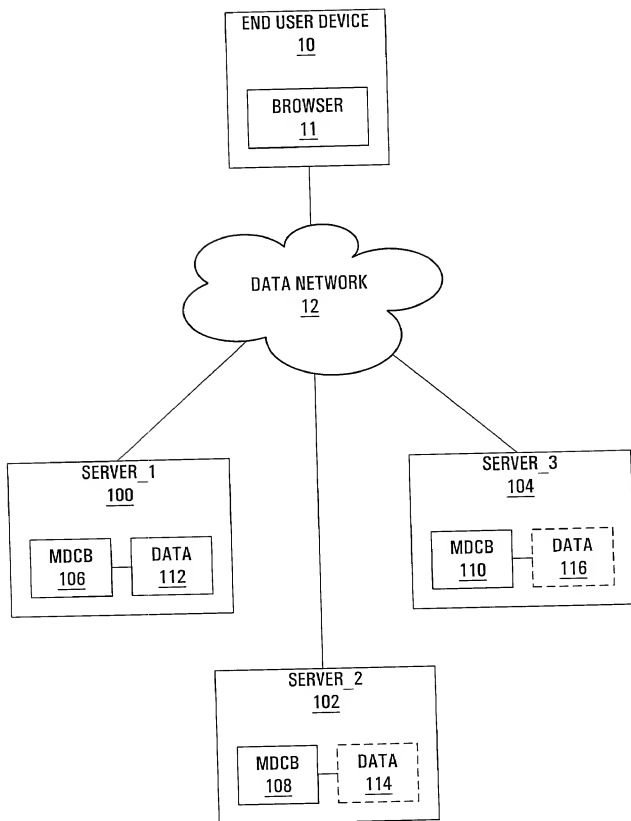 END USER DEVICE
10
BROWSER
11
DATA NETWORK
12
SERVER_1
100
MDCB
106
DATA
112
SERVER_3
104
MDCB
110
DATA
116
SERVER_2
102
MDCB
108
DATA
114